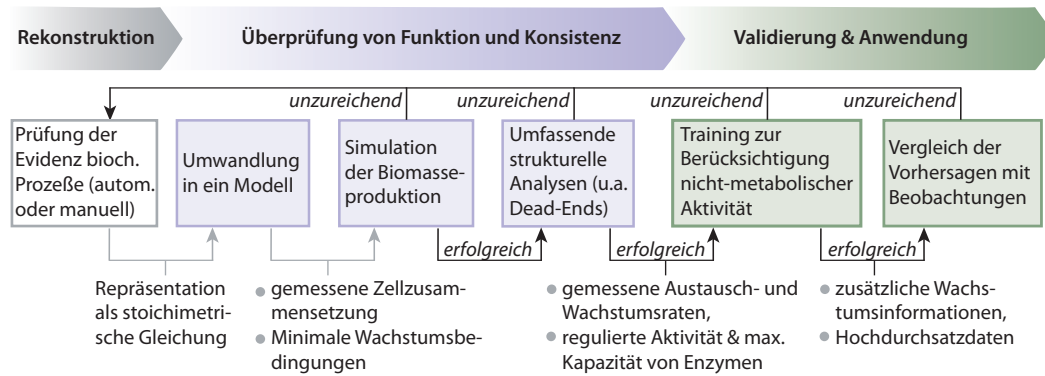 Rekonstruktion
Überprüfung von Funktion und Konsistenz
Validierung & Anwendung
unzureichend
unzureichend
unzureichend
unzureichend
Prüfung der
Evidenz bioch.
Prozeße (autom.
oder manuell)
Umwandlung
in ein Modell
Simulation
der Biomasse-
produktion
Umfassende
strukturelle
Analysen (u.a.
Dead-Ends)
Training zur
Berücksichtigung
nicht-metabolischer
Aktivität
Vergleich der
Vorhersagen mit
Beobachtungen
erfolgreich
erfolgreich
erfolgreich
Repräsentation
als stoichimetri-
sche Gleichung
gemessene Zellzusam-
mensetzung
Minimale Wachstumsbe-
dingungen
gemessene Austausch- und
Wachstumsraten,
regulierte Aktivität & max.
Kapazität von Enzymen
zusätzliche Wachs-
tumsinformationen,
Hochdurchsatzdaten